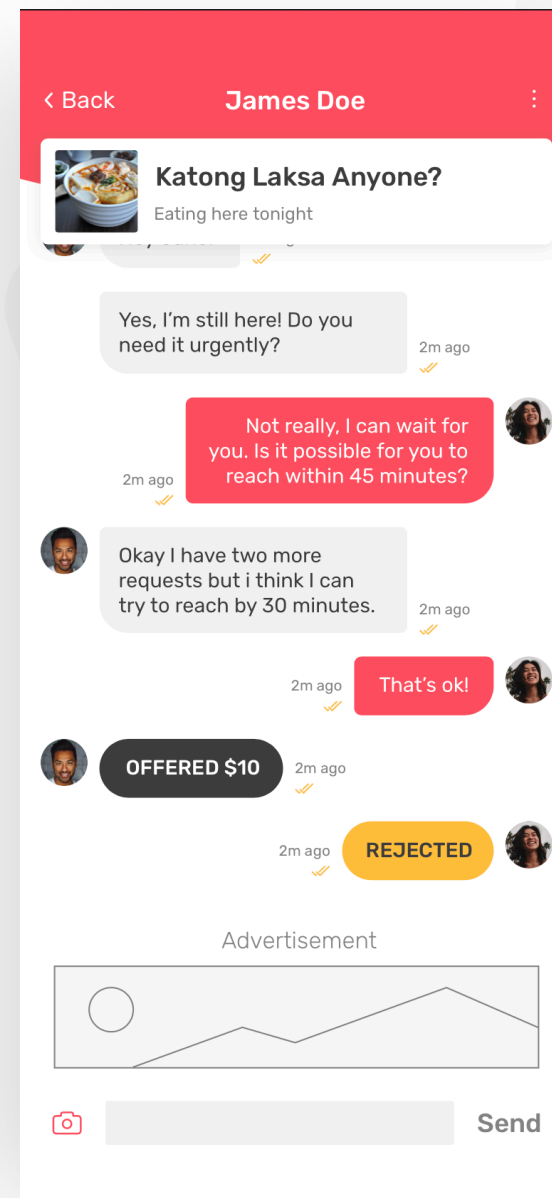 Back
James Doe
Katong Laksa Anyone?
Eating here tonight
Yes, I’m still here! Do you
need it urgently?
2m ago
Not really, I can wait for
you. Is it possible for you to
reach within 45 minutes?
2m ago
Okay I have two more
requests but i think I can
try to reach by 30 minutes.
2m ago
That’s ok!
2m ago
OFFERED $10
2m ago
2m ago
REJECTED
Advertisement
Send